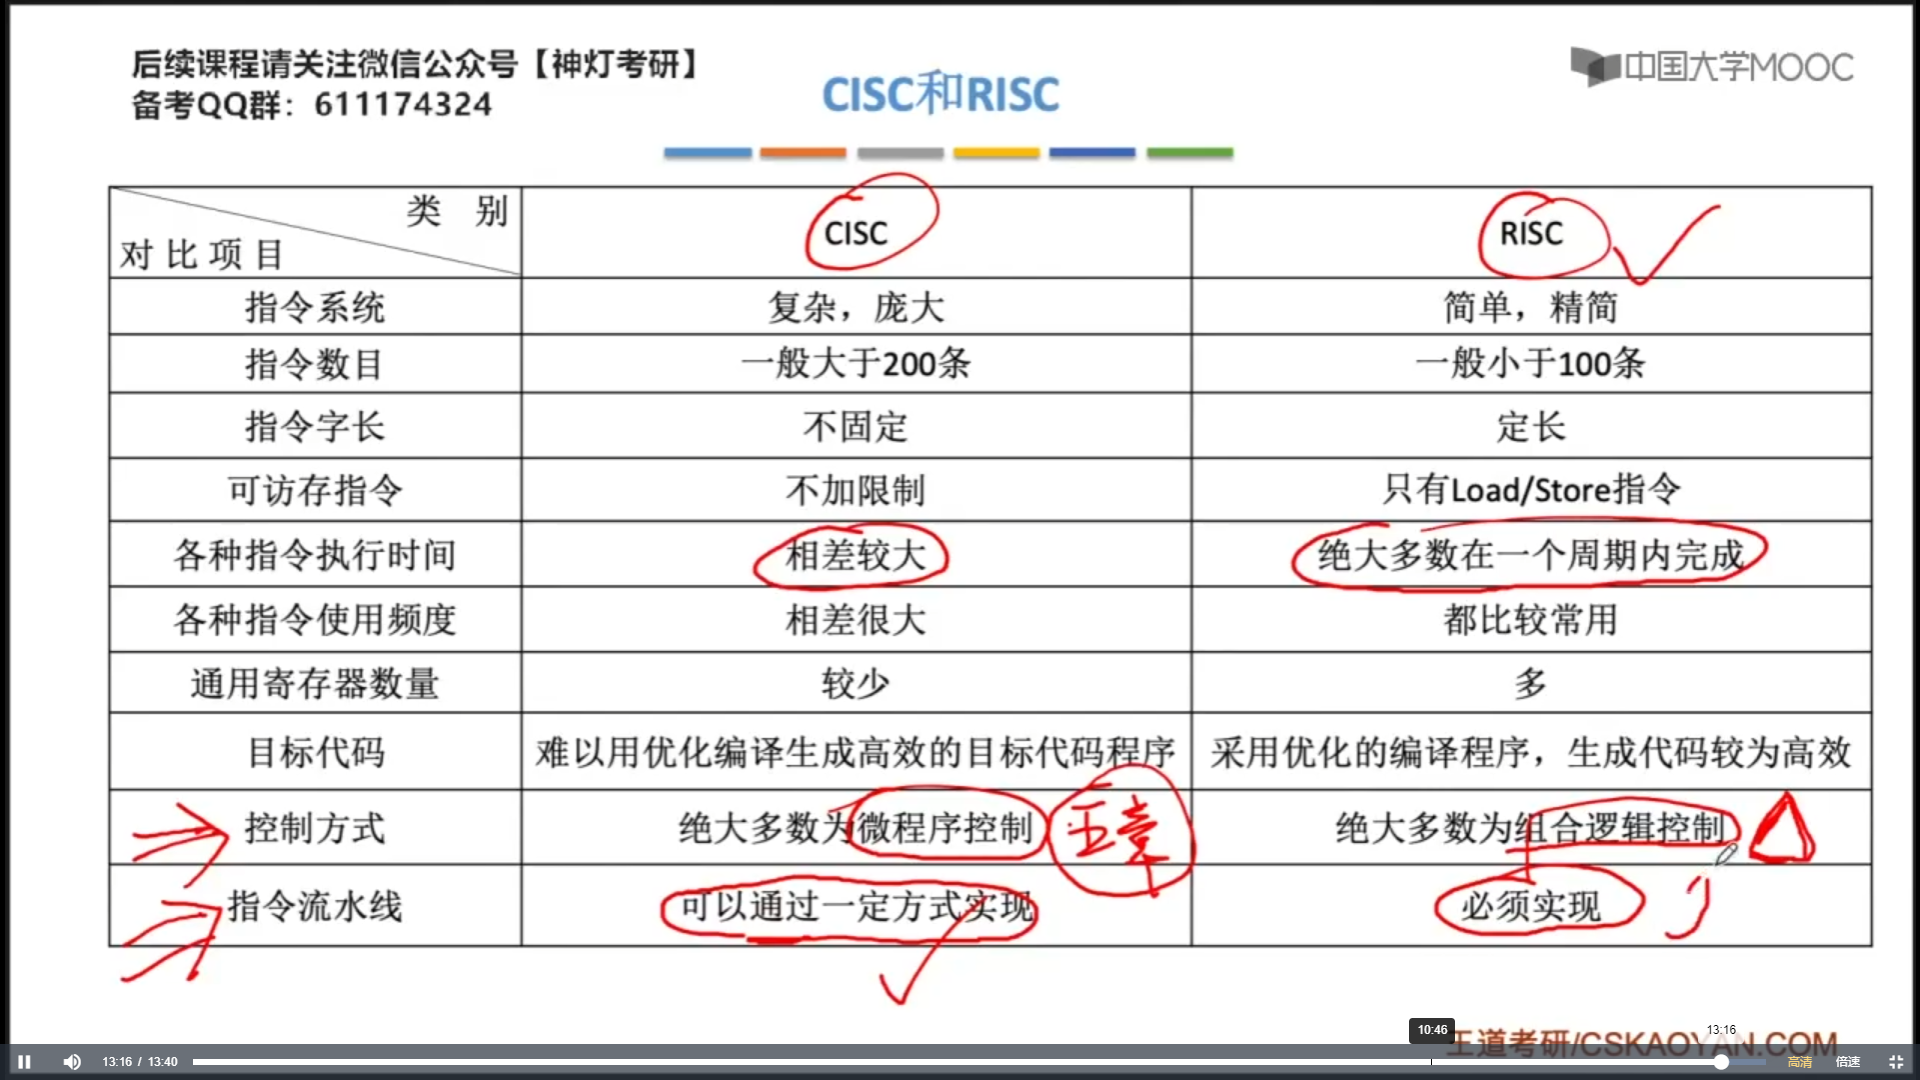 后续课程请关注微信公众号【神灯考研】
备考QQ群：611174324
CISC和RISC
中国大学MOOC
类 别
对比项目
CISC
RISC
指令系统
复杂，庞大
简单，精简
指令数目
一般大于200条
一般小于100条
指令字长
不固定
定长
可访存指令
不加限制
只有Load/Store指令
各种指令执行时间
相差较大
绝大多数在一个周期内完成
各种指令使用频度
相差很大
都比较常用
通用寄存器数量
较少
多
目标代码
难以用优化编译生成高效的目标代码程序
采用优化的编译程序，生成代码较为高效
控制方式
绝大多数为微程序控制
五章
绝大多数为组合逻辑控制
指令流水线
可以通过一定方式实现
必须实现
王道考研/CSKAOYAN.COM
10:46
13:16
13:16 / 13:40
高清
倍速